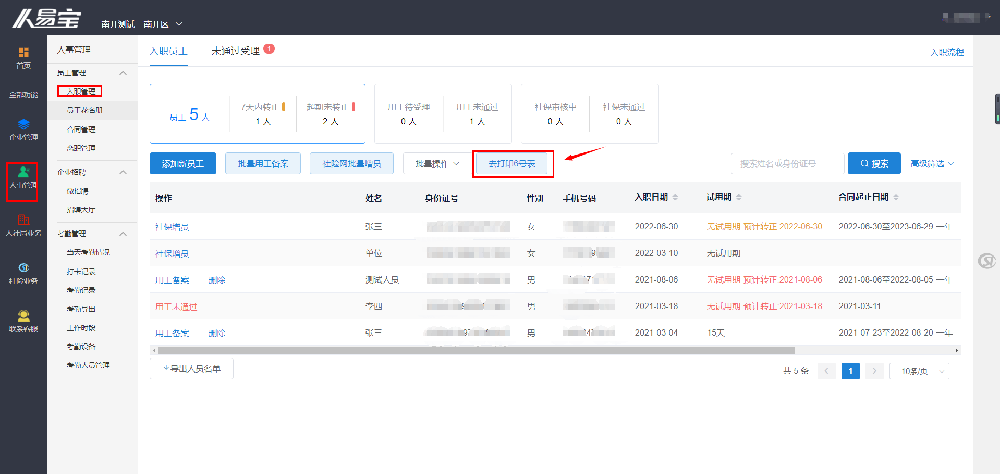 人易宝
南开测试 - 南开区
首页
全部功能
企业管理
人事管理
人社局业务
社险业务
联系客服
人事管理
员工管理
入职管理
员工花名册
合同管理
离职管理
企业招聘
微招聘
招聘大厅
考勤管理
当天考勤情况
打卡记录
考勤记录
考勤导出
工作时段
考勤设备
考勤人员管理
入职员工 未通过受理 1 入职流程
员工 5 人
7天内转正 超期未转正
1 人 2 人
用工待受理 用工未通过
0 人 1 人
社保审核中 社保未通过
0 人 0 人
添加新员工 批量用工备案 社险网批量增员 批量操作 去打印6号表 搜索姓名或身份证号 搜索 高级筛选
操作 姓名 身份证号 性别 手机号码 入职日期 试用期 合同起止日期
社保增员 张三 女 2022-06-30 无试用期 预计转正:2022-06-30 2022-06-30至2023-06-29 一年
社保增员 单位 女 2022-03-10 无试用期
用工备案 删除 测试人员 男 2021-08-06 无试用期 预计转正:2021-08-06 2021-08-06至2022-08-05 一年
用工未通过 李四 男 2021-03-18 无试用期 预计转正:2021-03-18 2021-03-11
用工备案 删除 张三 男 2021-03-04 15天 2021-07-23至2022-08-20 一年
导出人员名单 共 5 条 1 10条/页